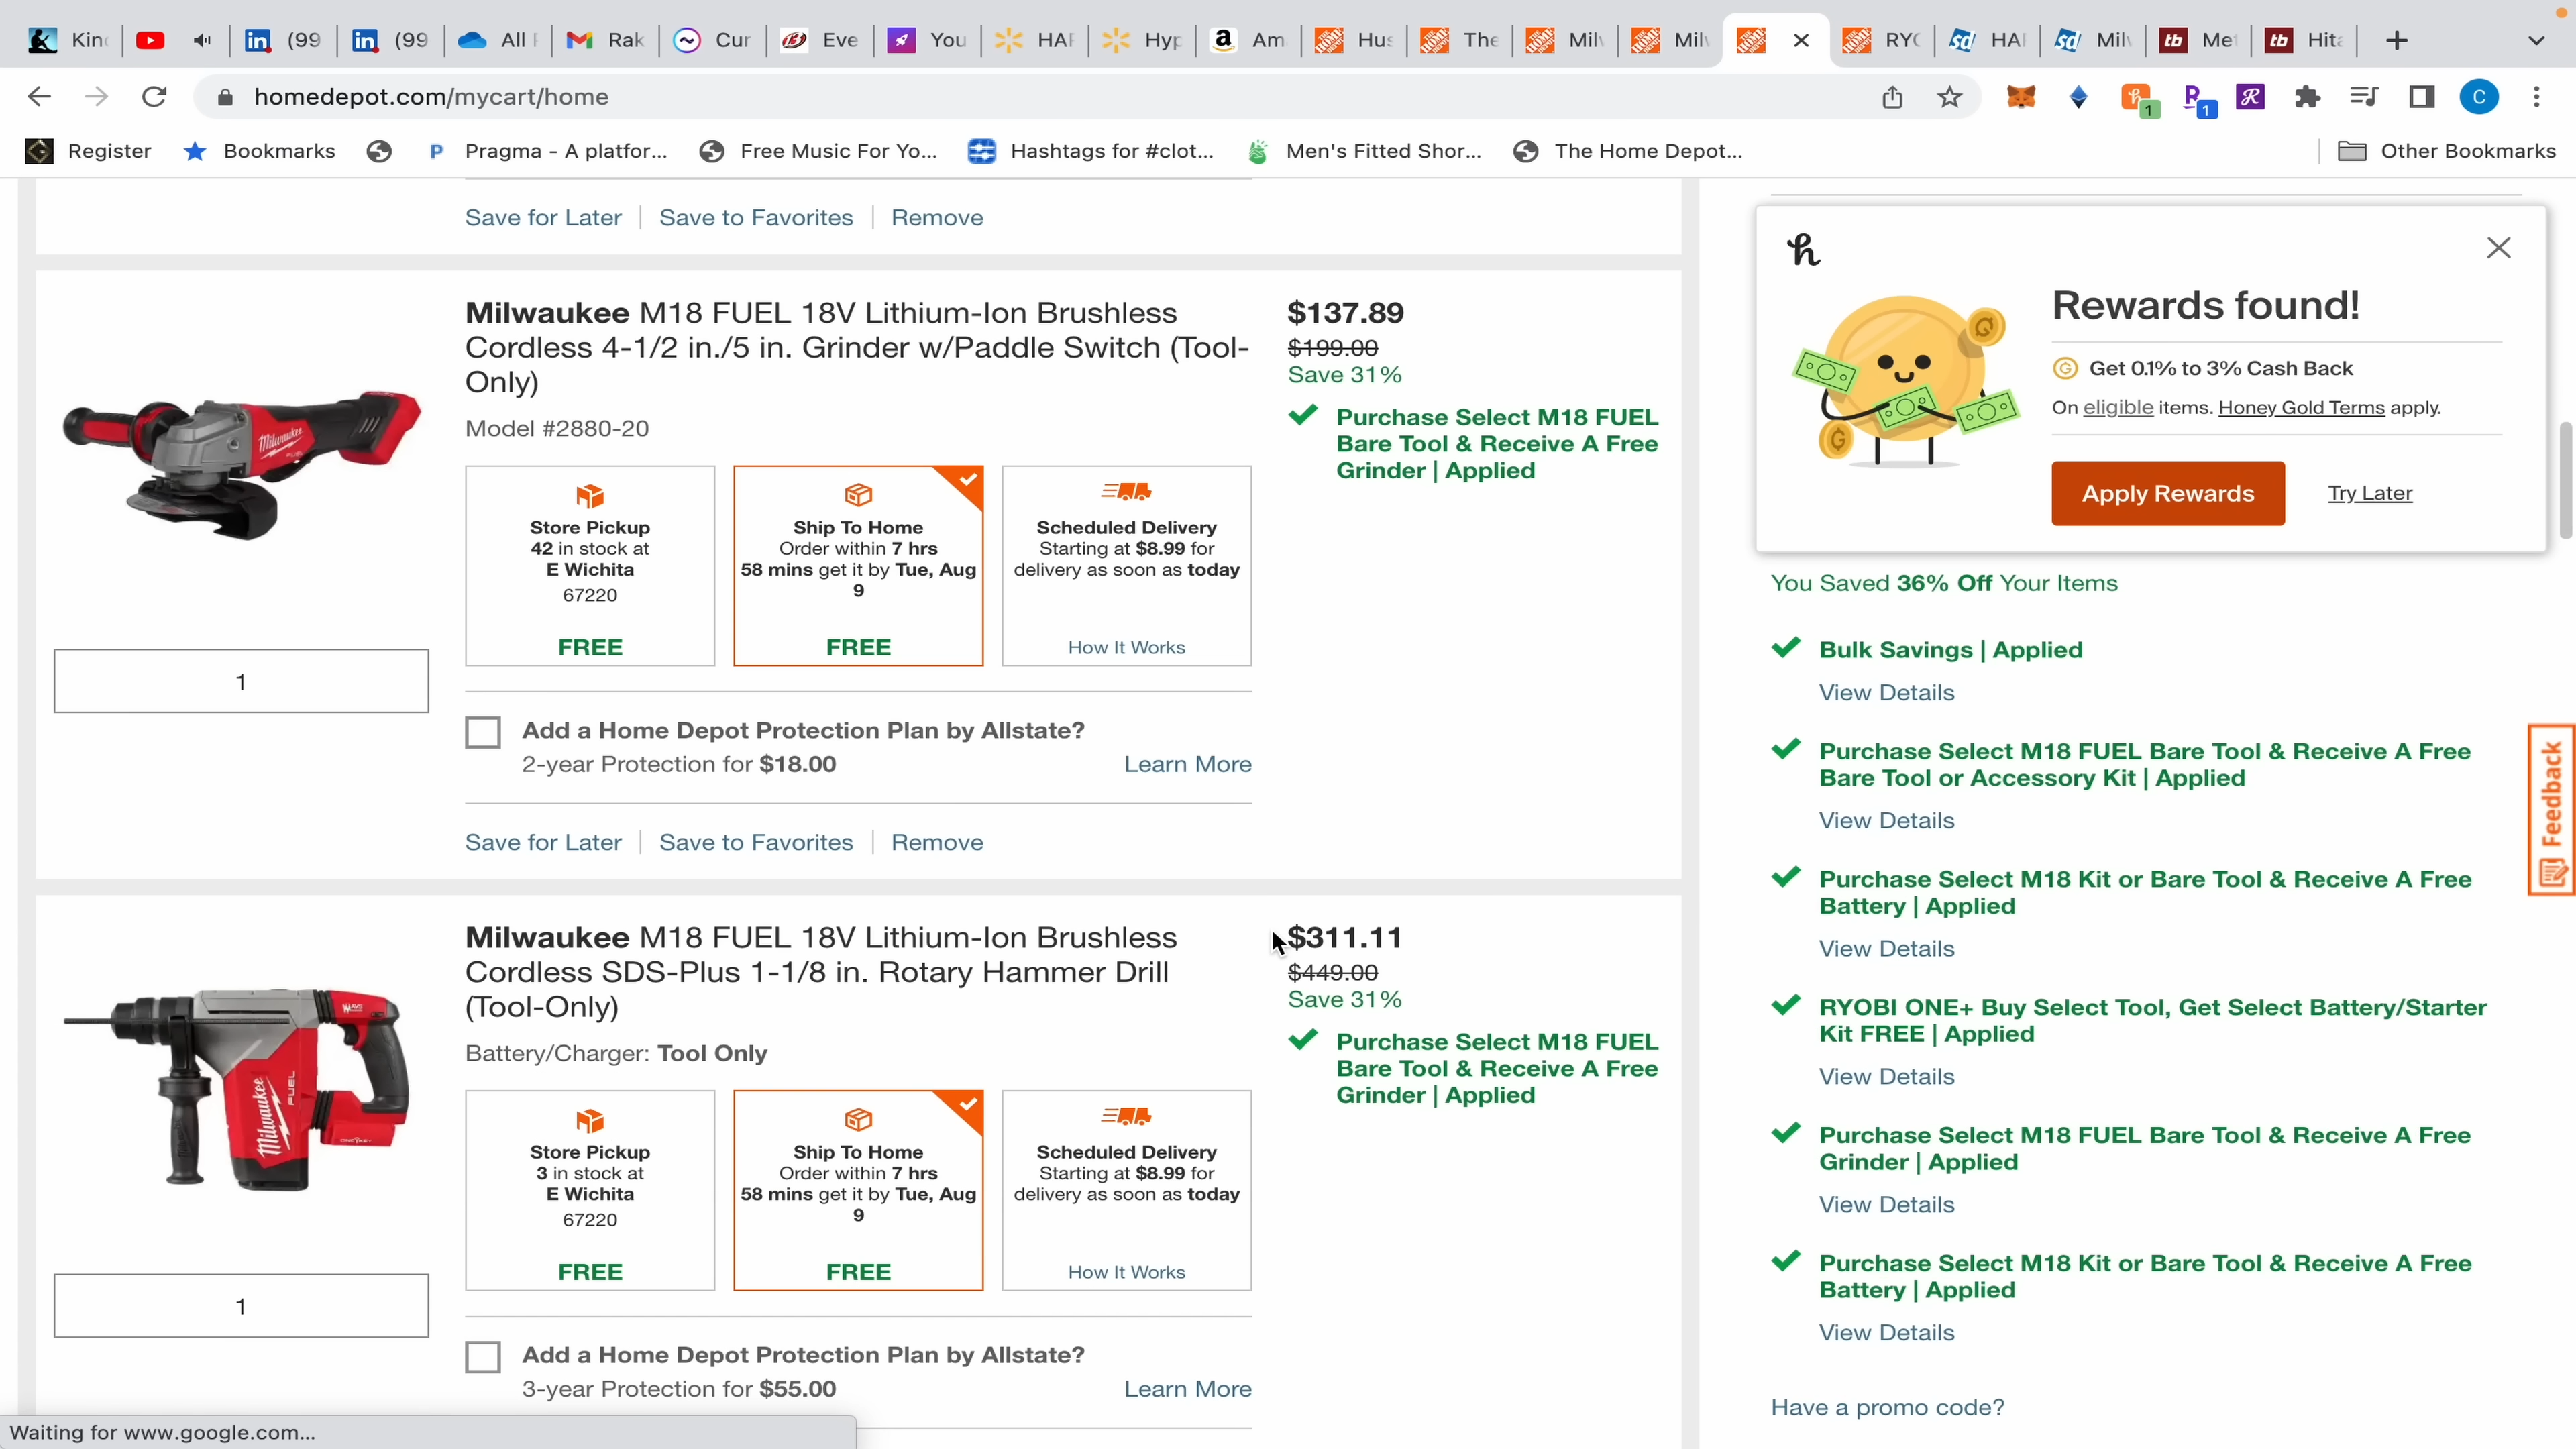 Kin
(99
(99
All
Rak
Cur
Eve
You
HAR
Hyp
Am
Hus
The
Milw
Milw
RYO
HA
Milw
Met
Hita
homedepot.com/mycart/home
C
1
1
Register
Bookmarks
Pragma - A platfor...
Free Music For Yo...
Hashtags for #clot...
Men's Fitted Shor...
The Home Depot...
Other Bookmarks
Save for Later
Save to Favorites
Remove
Milwaukee M18 FUEL 18V Lithium-Ion Brushless
Cordless 4-1/2 in./5 in. Grinder w/Paddle Switch (Tool-
Only)
Model #2880-20
$137.89
$199.00
Save 31%
Purchase Select M18 FUEL
Bare Tool & Receive A Free
Grinder | Applied
Milwaukee
Store Pickup
42 in stock at
E Wichita
67220
FREE
Ship To Home
Order within 7 hrs
58 mins get it by Tue, Aug
9
FREE
Scheduled Delivery
Starting at $8.99 for
delivery as soon as today
How It Works
1
Add a Home Depot Protection Plan by Allstate?
2-year Protection for $18.00
Learn More
Save for Later
Save to Favorites
Remove
Milwaukee M18 FUEL 18V Lithium-Ion Brushless
Cordless SDS-Plus 1-1/8 in. Rotary Hammer Drill
(Tool-Only)
Battery/Charger: Tool Only
$311.11
$449.00
Save 31%
Purchase Select M18 FUEL
Bare Tool & Receive A Free
Grinder | Applied
Milwaukee
FUEL
Store Pickup
3 in stock at
E Wichita
67220
FREE
Ship To Home
Order within 7 hrs
58 mins get it by Tue, Aug
9
FREE
Scheduled Delivery
Starting at $8.99 for
delivery as soon as today
How It Works
1
Add a Home Depot Protection Plan by Allstate?
3-year Protection for $55.00
Learn More
Waiting for www.google.com...
h
Rewards found!
Get 0.1% to 3% Cash Back
On eligible items. Honey Gold Terms apply.
Apply Rewards
Try Later
You Saved 36% Off Your Items
Bulk Savings | Applied
View Details
Purchase Select M18 FUEL Bare Tool & Receive A Free
Bare Tool or Accessory Kit | Applied
View Details
Purchase Select M18 Kit or Bare Tool & Receive A Free
Battery | Applied
View Details
RYOBI ONE+ Buy Select Tool, Get Select Battery/Starter
Kit FREE | Applied
View Details
Purchase Select M18 FUEL Bare Tool & Receive A Free
Grinder | Applied
View Details
Purchase Select M18 Kit or Bare Tool & Receive A Free
Battery | Applied
View Details
Have a promo code?
Feedback